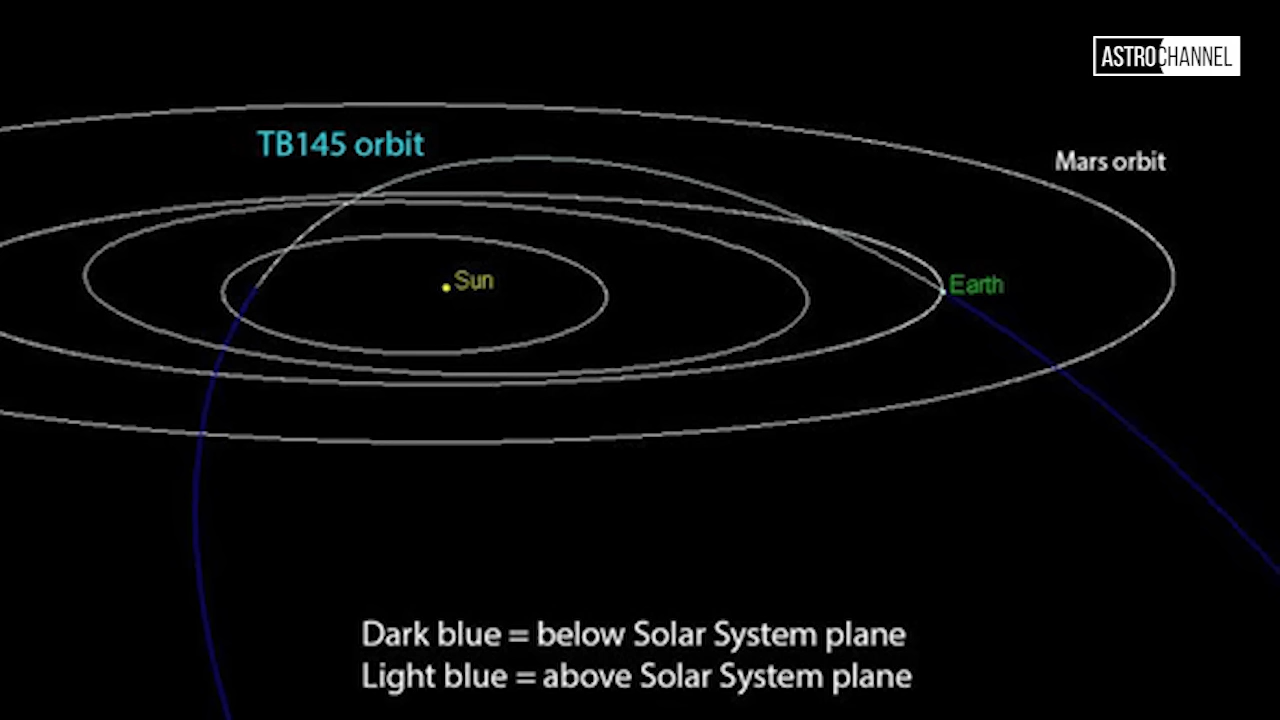 ASTROCHANNEL
TB145 orbit
Mars orbit
Sun
Earth
Dark blue = below Solar System plane
Light blue = above Solar System plane